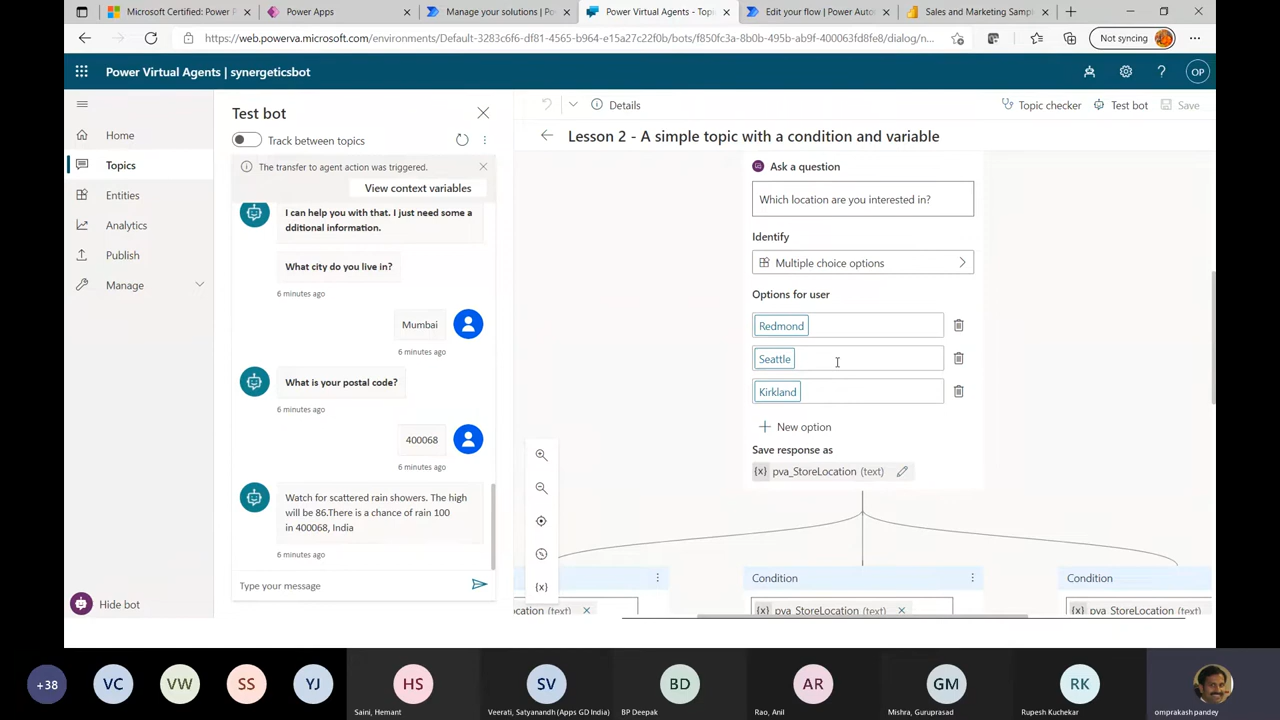 Microsoft Certified: Power P
Power Apps
Manage your solutions | Po
Power Virtual Agents - Topi
Edit your flow | Power Auto
Sales and Marketing Samp
https://web.powerva.microsoft.com/environments/Default-3283c6f6-df81-4565-b964-e15a27c22f0b/bots/f850fc3a-8b0b-495b-ab9f-400063fd8fe8/dialog/n...
Not syncing
Power Virtual Agents | synergeticsbot
OP
Home
Topics
Entities
Analytics
Publish
Manage
Hide bot
Test bot
Track between topics
The transfer to agent action was triggered.
View context variables
I can help you with that. I just need some a
dditional information.
What city do you live in?
6 minutes ago
Mumbai
6 minutes ago
What is your postal code?
6 minutes ago
400068
6 minutes ago
Watch for scattered rain showers. The high
will be 86.There is a chance of rain 100
in 400068, India
6 minutes ago
Type your message
Details
Topic checker
Test bot
Save
Lesson 2 - A simple topic with a condition and variable
Ask a question
Which location are you interested in?
Identify
Multiple choice options
Options for user
Redmond
Seattle
Kirkland
New option
Save response as
{x} pva_StoreLocation (text)
{x}
Condition
Condition
ocation (text)
{x} pva_StoreLocation (text)
{x} pva_StoreLocation (text)
+38
VC
VW
SS
YJ
HS
Saini, Hemant
SV
Veerati, Satyanandh (Apps GD India)
BD
BP Deepak
AR
Rao, Anil
GM
Mishra, Guruprasad
RK
Rupesh Kuchekar
omprakash pandey